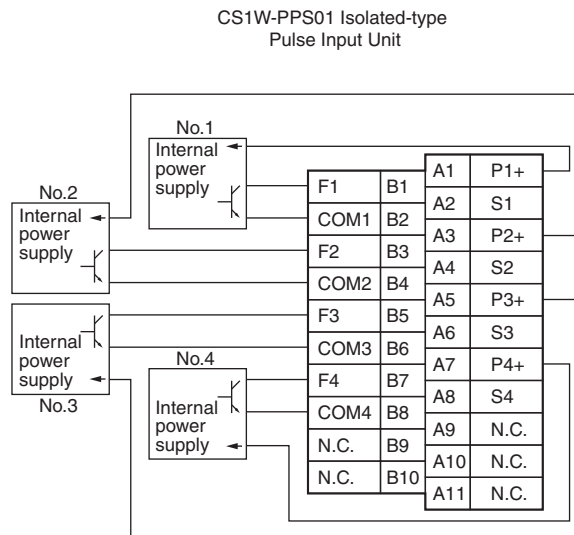 CS1W-PPS01 Isolated-type
Pulse Input Unit
No.1
Internal
power
supply
No.2
Internal
power
supply
Internal
power
supply
No.3
No.4
Internal
power
supply
F1 B1
COM1 B2
F2 B3
COM2 B4
F3 B5
COM3 B6
F4 B7
COM4 B8
N.C. B9
N.C. B10
A1 P1+
A2 S1
A3 P2+
A4 S2
A5 P3+
A6 S3
A7 P4+
A8 S4
A9 N.C.
A10 N.C.
A11 N.C.